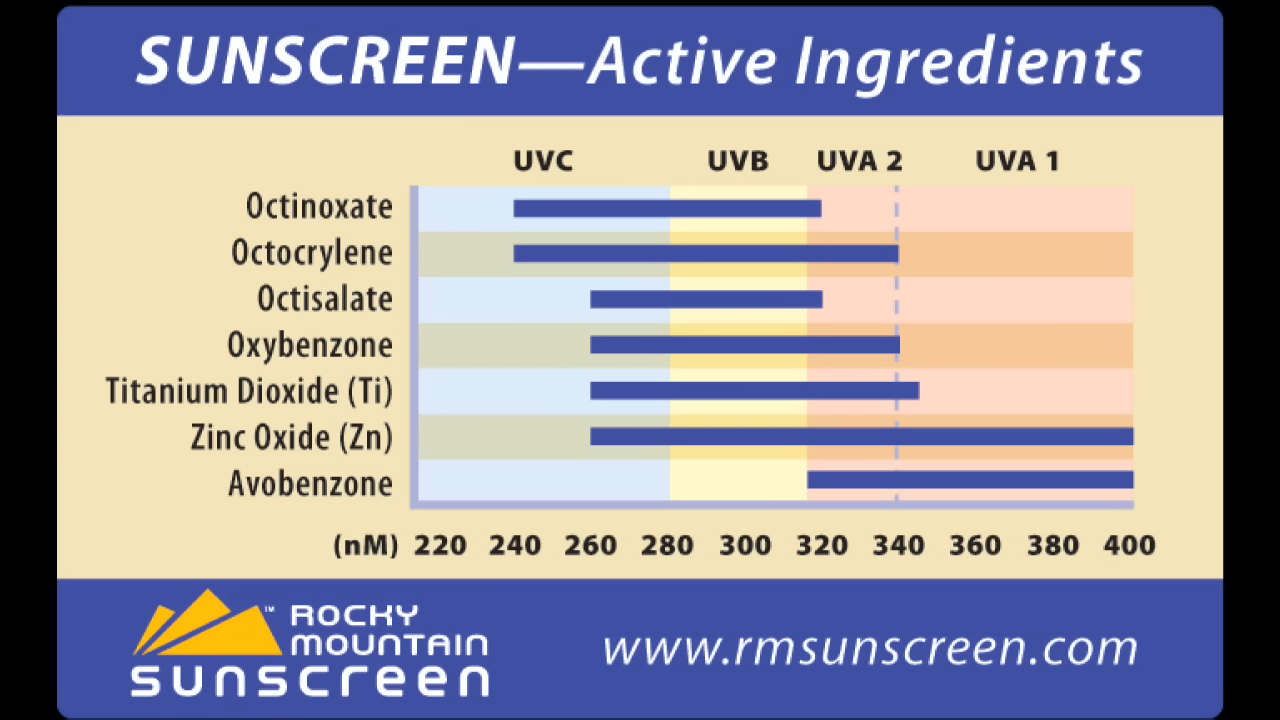 SUNSCREEN—Active Ingredients
UVC UVB UVA 2 UVA 1
Octinoxate
Octocrylene
Octisalate
Oxybenzone
Titanium Dioxide (Ti)
Zinc Oxide (Zn)
Avobenzone
(nM) 220 240 260 280 300 320 340 360 380 400
™ ROCKY
MOUNTAIN
sunscreen
www.rmsunscreen.com